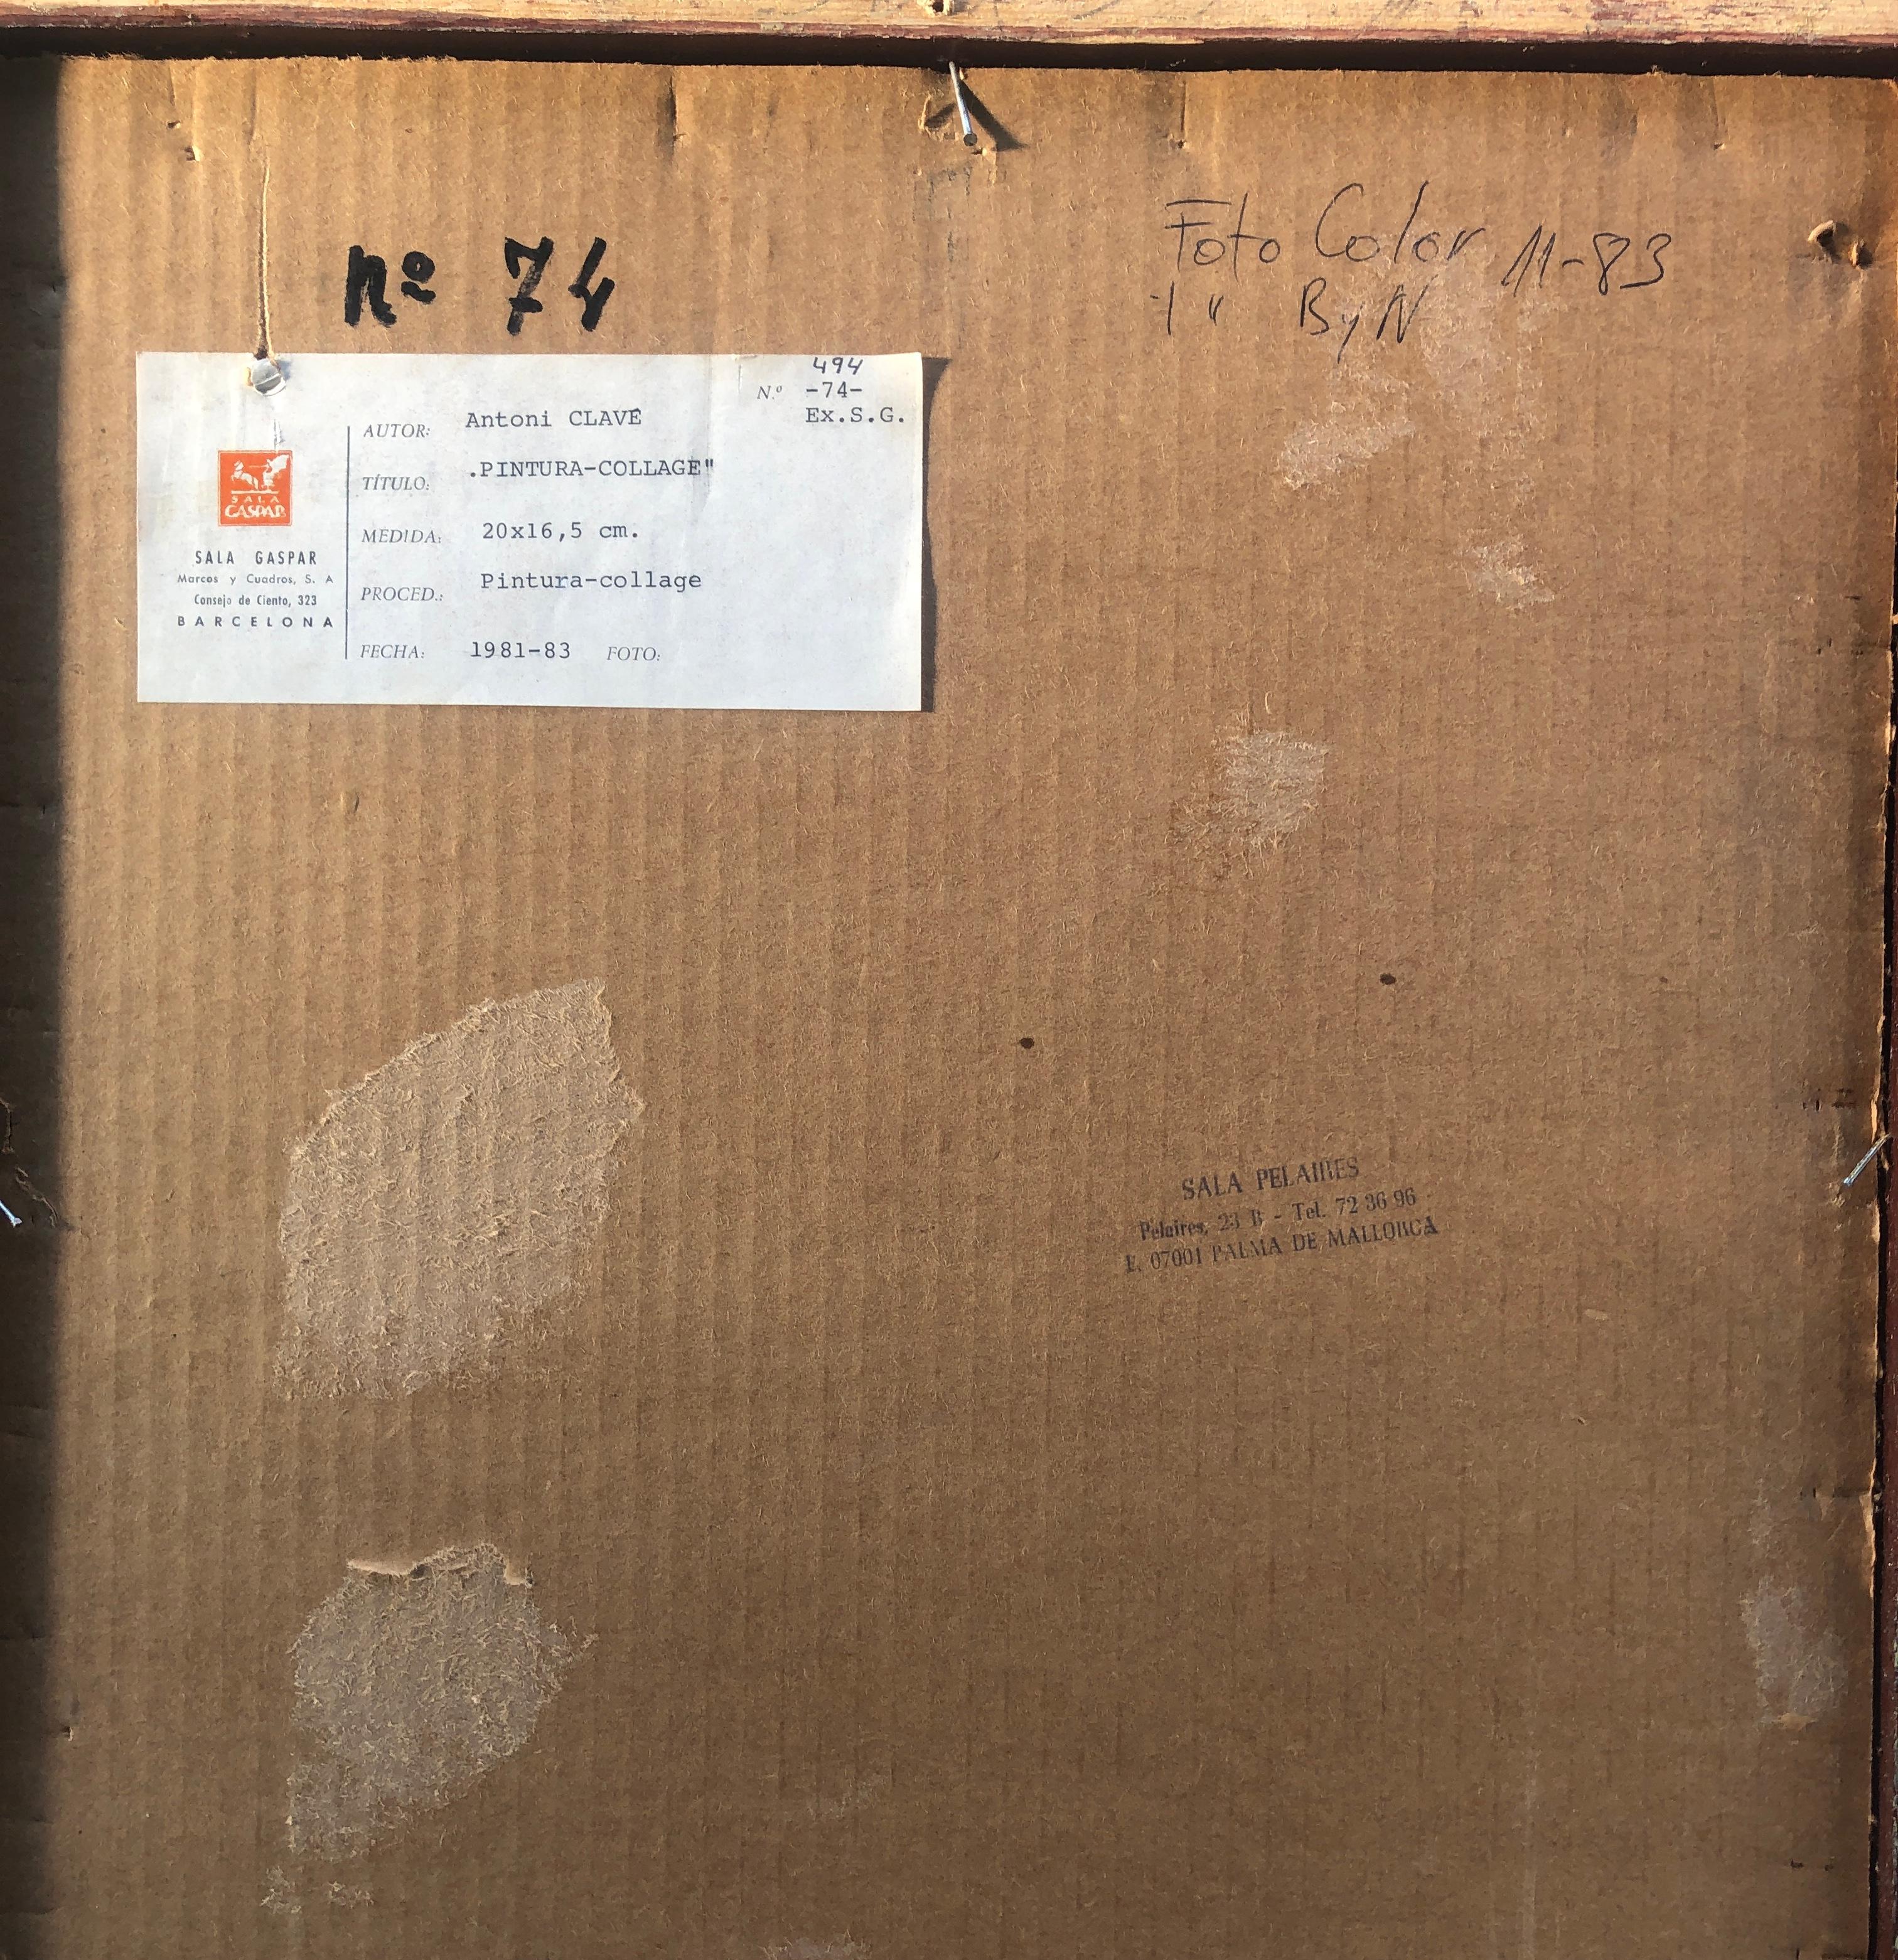 nº 74
Foto Color 11-83
" ByN
494
N.º -74-
Ex.S.G.
AUTOR: Antoni CLAVÉ
TÍTULO: .PINTURA-COLLAGE"
MEDIDA: 20x16,5 cm.
PROCED.: Pintura-collage
FECHA: 1981-83 FOTO:
SALA
GASPAR
SALA GASPAR
Marcos y Cuadros, S. A
Consejo de Ciento, 323
BARCELONA
SALA PELAIRES
Pelaires, 23 B - Tel. 72 36 96
E. 07001 PALMA DE MALLORCA